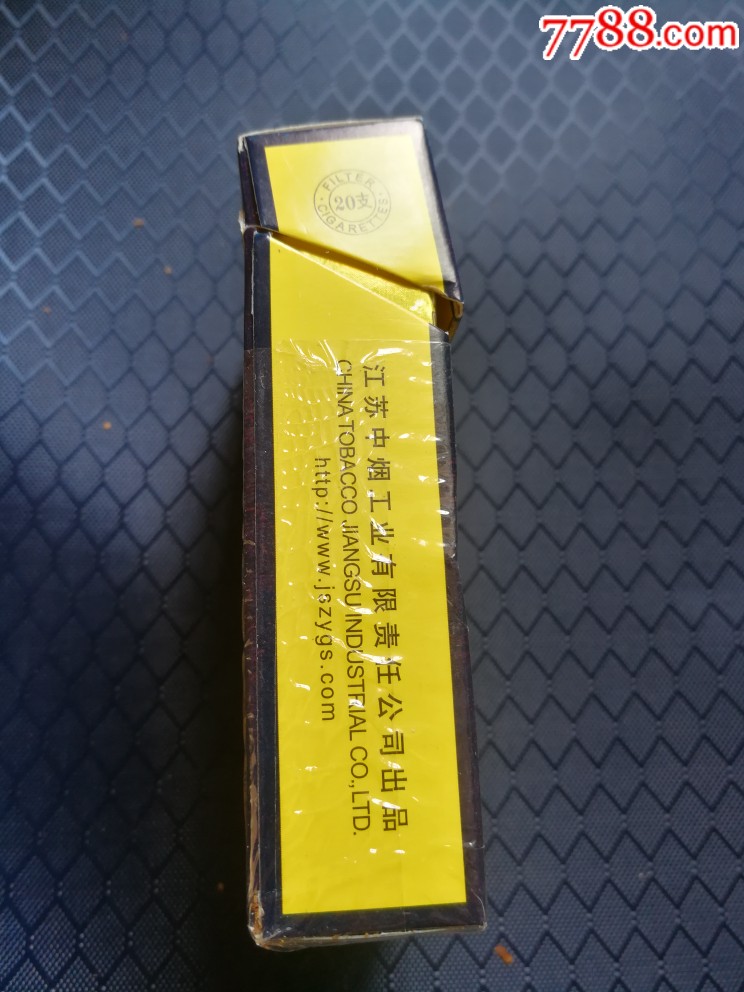 7788.com
FILTER
20支
CIGARETTES
江苏中烟工业有限责任公司出品
CHINA TOBACCO JIANGSU INDUSTRIAL CO.,LTD.
http://www.jszygs.com